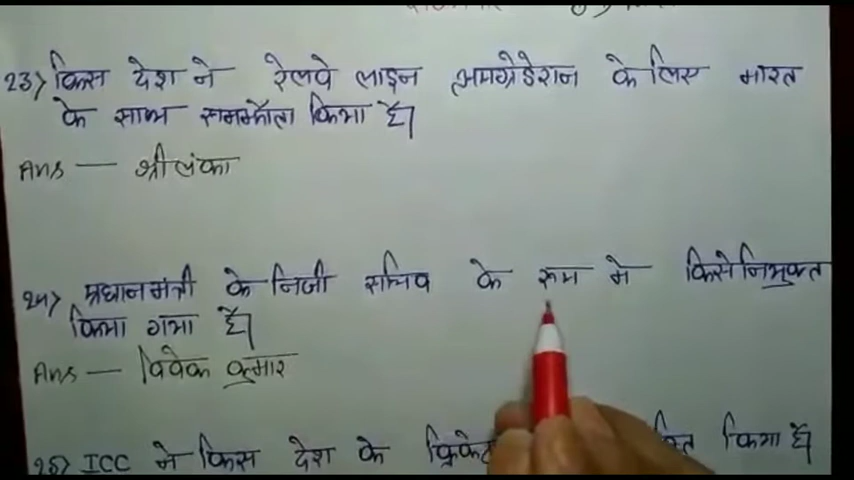 23) किस देश ने रेलवे लाइन अपग्रेडेशन के लिए भारत
के साथ समझौता किया है।
Ans — श्रीलंका
24) प्रधानमंत्री के निजी सचिव के रूप मे किसे नियुक्त
किया गया है।
Ans — विवेक कुमार
25) ICC ने किस देश के क्रिकेट किया है